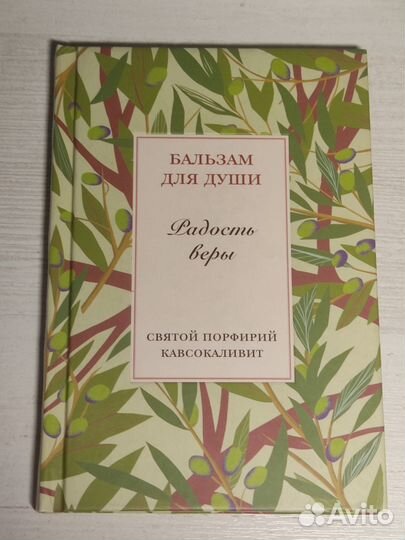 БАЛЬЗАМ
ДЛЯ ДУШИ
Радость
веры
СВЯТОЙ ПОРФИРИЙ
КАВСОКАЛИВИТ
Avito